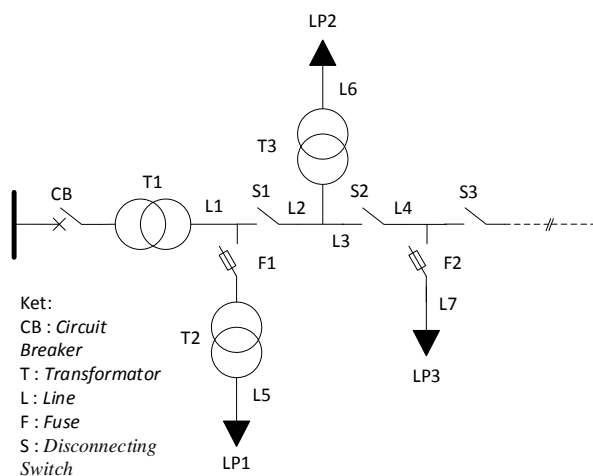 LP2
L6
T3
CB
T1
L1
S1
L2
S2
L4
S3
L3
F1
F2
T2
L7
L5
LP3
LP1
Ket:
CB : Circuit
Breaker
T : Transformator
L : Line
F : Fuse
S : Disconnecting
Switch